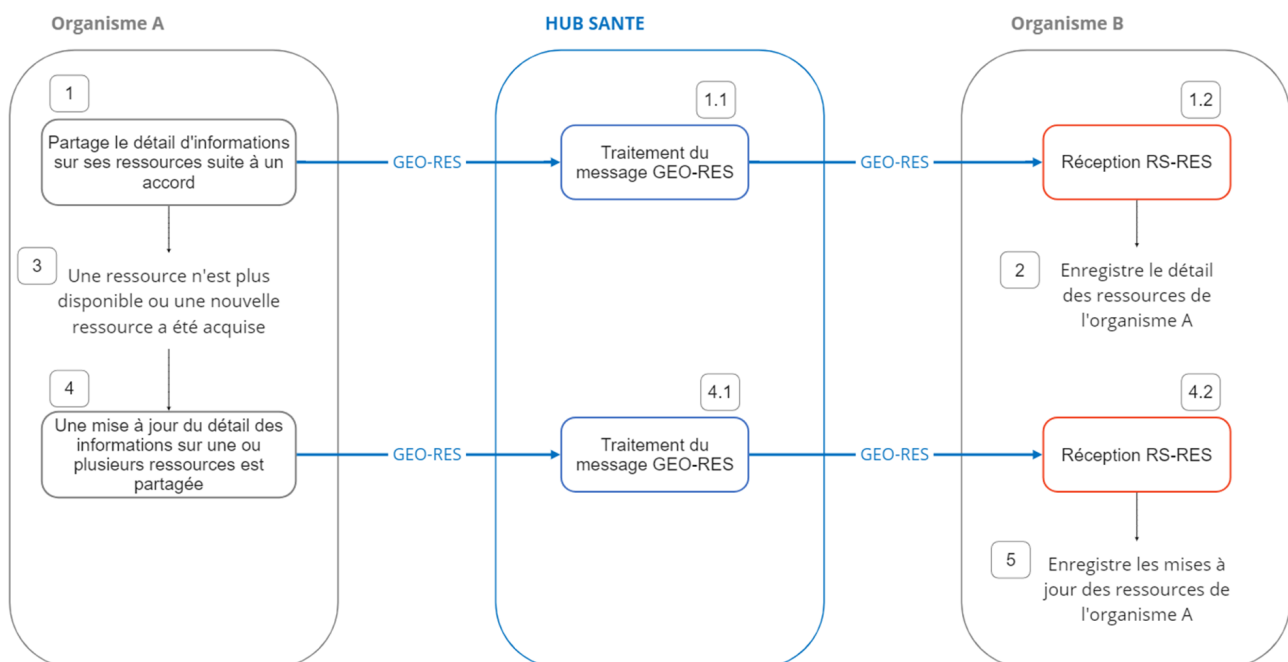 Organisme A
HUB SANTE
Organisme B
1
1.1
1.2
Partage le détail d'informations
sur ses ressources suite à un
accord
GEO-RES
Traitement du
message GEO-RES
GEO-RES
Réception RS-RES
3
Une ressource n'est plus
disponible ou une nouvelle
ressource a été acquise
2
Enregistre le détail
des ressources de
l'organisme A
4
4.1
4.2
Une mise à jour du détail des
informations sur une ou
plusieurs ressources est
partagée
GEO-RES
Traitement du
message GEO-RES
GEO-RES
Réception RS-RES
5
Enregistre les mises à
jour des ressources de
l'organisme A